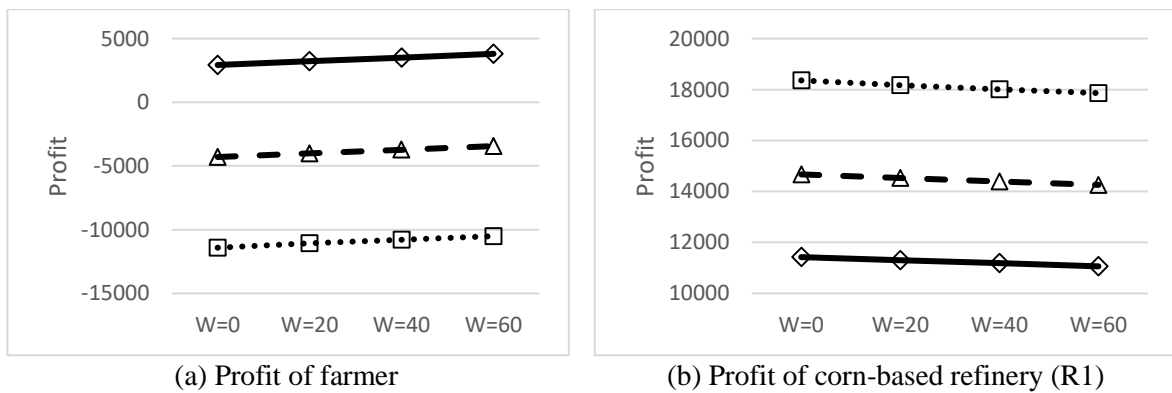 5000
0
-5000
-10000
-15000
Profit
W=0 W=20 W=40 W=60
(a) Profit of farmer
20000
18000
16000
14000
12000
10000
Profit
W=0 W=20 W=40 W=60
(b) Profit of corn-based refinery (R1)